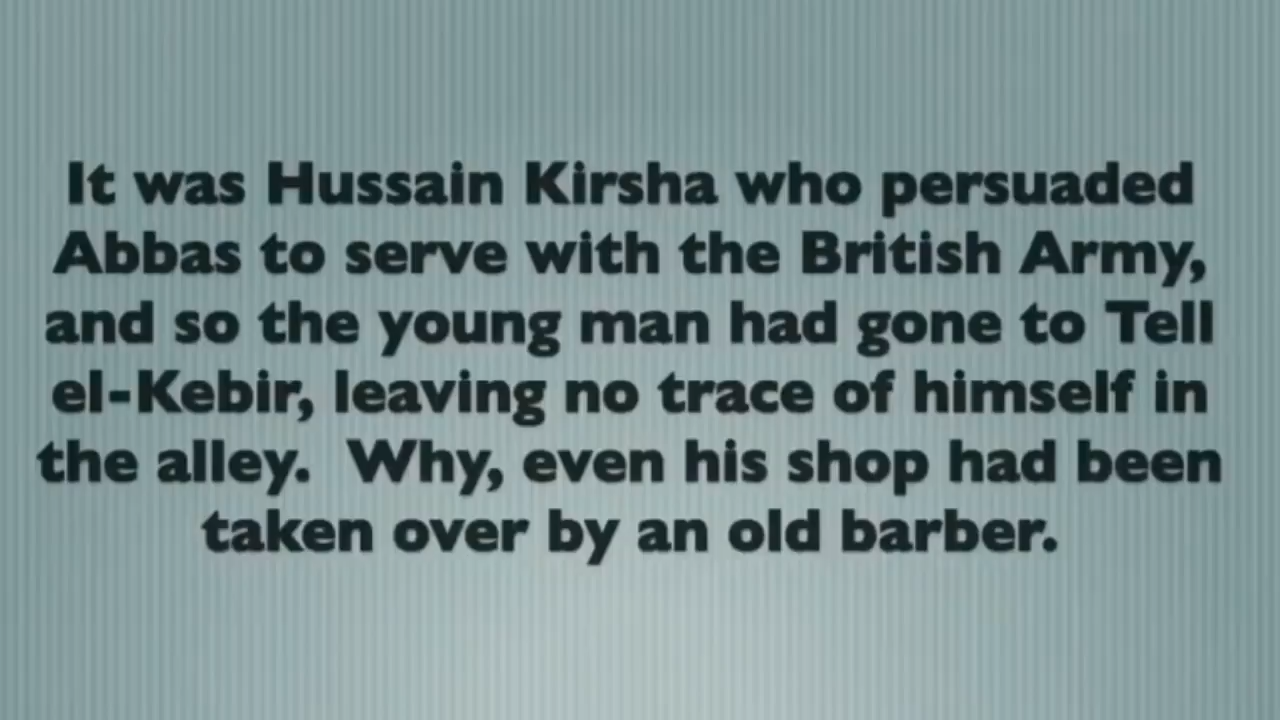 It was Hussain Kirsha who persuaded
Abbas to serve with the British Army,
and so the young man had gone to Tell
el-Kebir, leaving no trace of himself in
the alley.  Why, even his shop had been
taken over by an old barber.